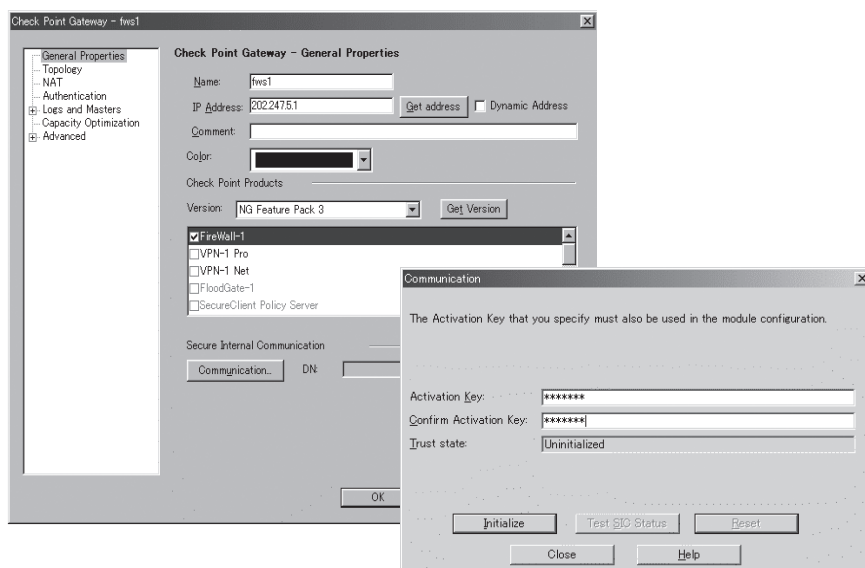 Check Point Gateway - fws1
General Properties
Topology
NAT
Authentication
Logs and Masters
Capacity Optimization
Advanced
Check Point Gateway - General Properties
Name: fws1
IP Address: 202.247.5.1 Get address Dynamic Address
Comment:
Color:
Check Point Products
Version: NG Feature Pack 3 Get Version
FireWall-1
VPN-1 Pro
VPN-1 Net
FloodGate-1
SecureClient Policy Server
Secure Internal Communication
Communication... DN:
OK
Communication
The Activation Key that you specify must also be used in the module configuration.
Activation Key: *******
Confirm Activation Key: *******
Trust state: Uninitialized
Initialize Test SIC Status Reset
Close Help